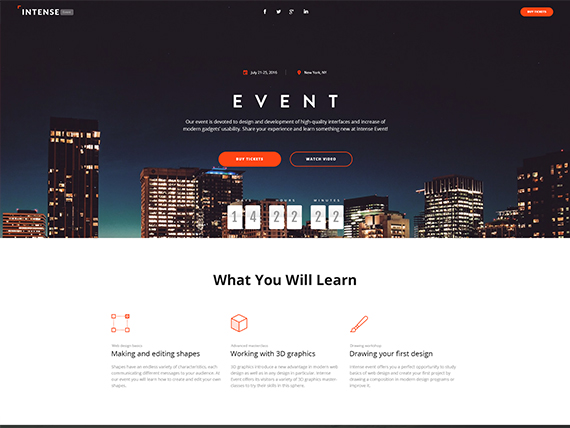 INTENSE
BUY TICKETS
July 21-25, 2016
New York, NY
EVENT
Our event is devoted to design and development of high-quality interfaces and increase of
modern gadgets' usability. Share your experience and learn something new at Intense Event!
BUY TICKETS
WATCH VIDEO
DAYS HOURS MINUTES
14 22 22
What You Will Learn
Web design basics
Making and editing shapes
Shapes have an endless variety of characteristics, each
communicating different messages to your audience. At
our event you will learn how to create and edit your own
shapes.
Advanced masterclass
Working with 3D graphics
3D graphics introduce a new advantage in modern web
design as well as in any design in particular. Intense
Event offers its visitors a variety of 3D graphics master-
classes to try their skills in this sphere.
Drawing workshop
Drawing your first design
Intense event offers you a perfect opportunity to study
basics of web design and create your first project by
drawing a composition in modern design programs or
improve it.